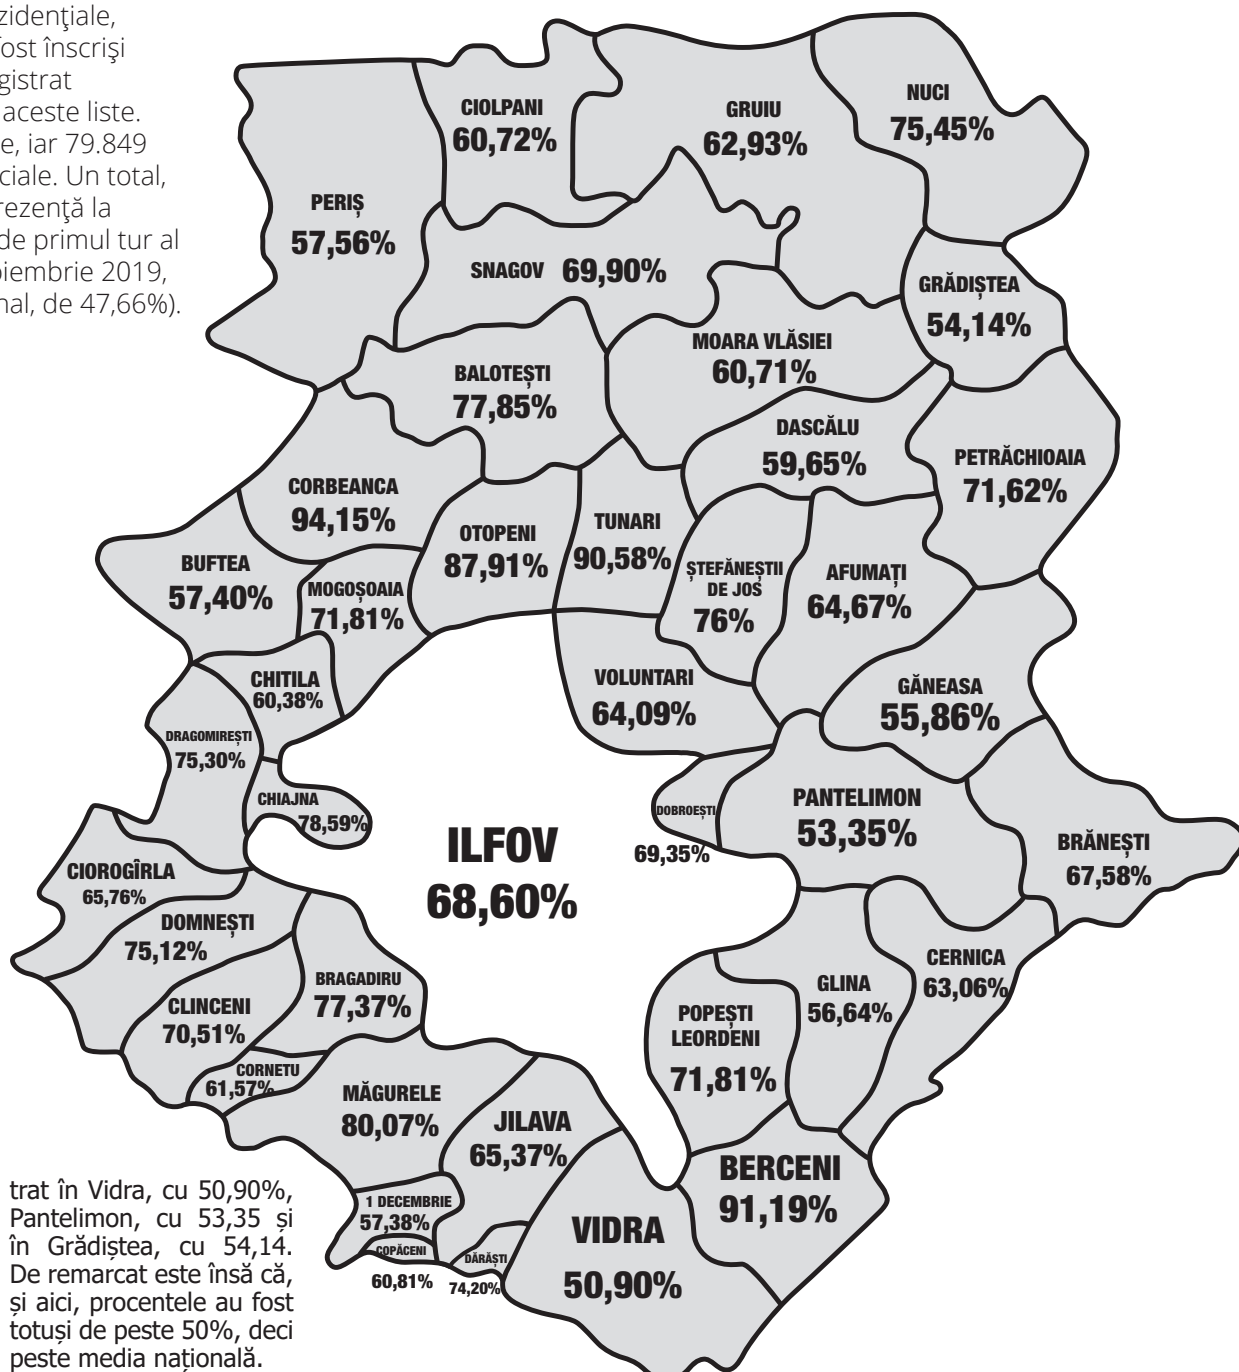 zidenţiale,
fost înscrişi
gistrat
aceste liste.
e, iar 79.849
ciale. Un total,
rezenţă la
de primul tur al
iembrie 2019,
nal, de 47,66%).
NUCI
75,45%
CIOLPANI
60,72%
GRUIU
62,93%
PERIȘ
57,56%
SNAGOV 69,90%
GRĂDIȘTEA
54,14%
MOARA VLĂSIEI
60,71%
BALOTEȘTI
77,85%
DASCĂLU
59,65%
PETRĂCHIOAIA
71,62%
CORBEANCA
94,15%
OTOPENI
87,91%
TUNARI
90,58%
ȘTEFĂNEȘTII
DE JOS
76%
AFUMAȚI
64,67%
BUFTEA
57,40%
MOGOȘOAIA
71,81%
CHITILA
60,38%
VOLUNTARI
64,09%
GĂNEASA
55,86%
DRAGOMIREȘTI
75,30%
CHIAJNA
78,59%
DOBROEȘTI
69,35%
PANTELIMON
53,35%
BRĂNEȘTI
67,58%
ILFOV
68,60%
CIOROGÎRLA
65,76%
DOMNEȘTI
75,12%
BRAGADIRU
77,37%
CLINCENI
70,51%
CERNICA
63,06%
GLINA
56,64%
POPEȘTI
LEORDENI
71,81%
CORNETU
61,57%
MĂGURELE
80,07%
JILAVA
65,37%
BERCENI
91,19%
1 DECEMBRIE
57,38%
COPĂCENI
60,81%
DĂRĂȘTI
74,20%
VIDRA
50,90%
trat în Vidra, cu 50,90%,
Pantelimon, cu 53,35 și
în Grădiștea, cu 54,14.
De remarcat este însă că,
și aici, procentele au fost
totuși de peste 50%, deci
peste media națională.